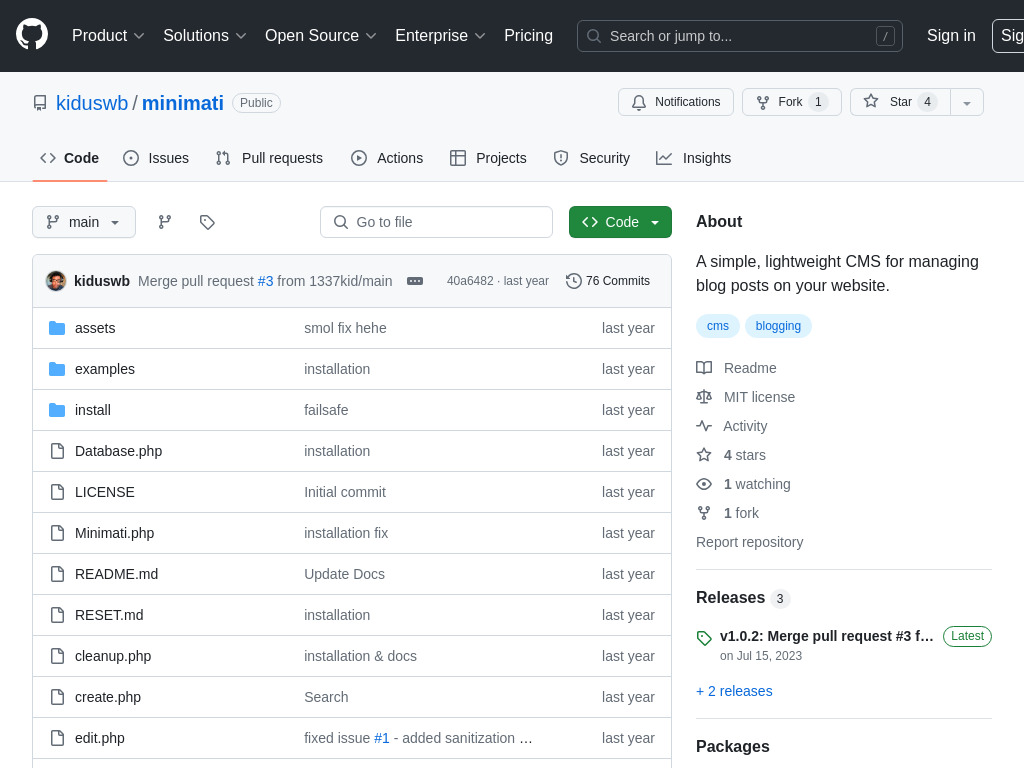 Product Solutions Open Source Enterprise Pricing Search or jump to... / Sign in Sig
kiduswb / minimati Public Notifications Fork 1 Star 4
Code Issues Pull requests Actions Projects Security Insights
main Go to file Code
kiduswb Merge pull request #3 from 1337kid/main 40a6482 · last year 76 Commits
assets smol fix hehe last year
examples installation last year
install failsafe last year
Database.php installation last year
LICENSE Initial commit last year
Minimati.php installation fix last year
README.md Update Docs last year
RESET.md installation last year
cleanup.php installation & docs last year
create.php Search last year
edit.php fixed issue #1 - added sanitization … last year
About
A simple, lightweight CMS for managing
blog posts on your website.
cms blogging
Readme
MIT license
Activity
4 stars
1 watching
1 fork
Report repository
Releases 3
v1.0.2: Merge pull request #3 f… Latest
on Jul 15, 2023
+ 2 releases
Packages